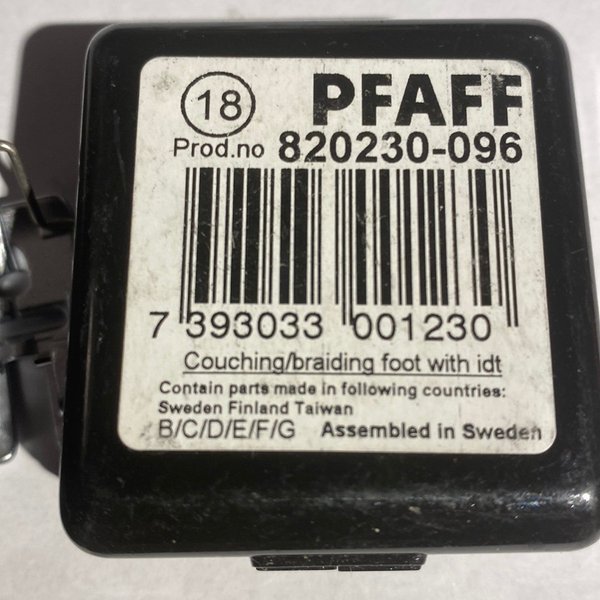 18 PFAFF
Prod.no 820230-096
7 393033 001230
Couching/braiding foot with idt
Contain parts made in following countries:
Sweden Finland Taiwan
B/C/D/E/F/G Assembled in Sweden